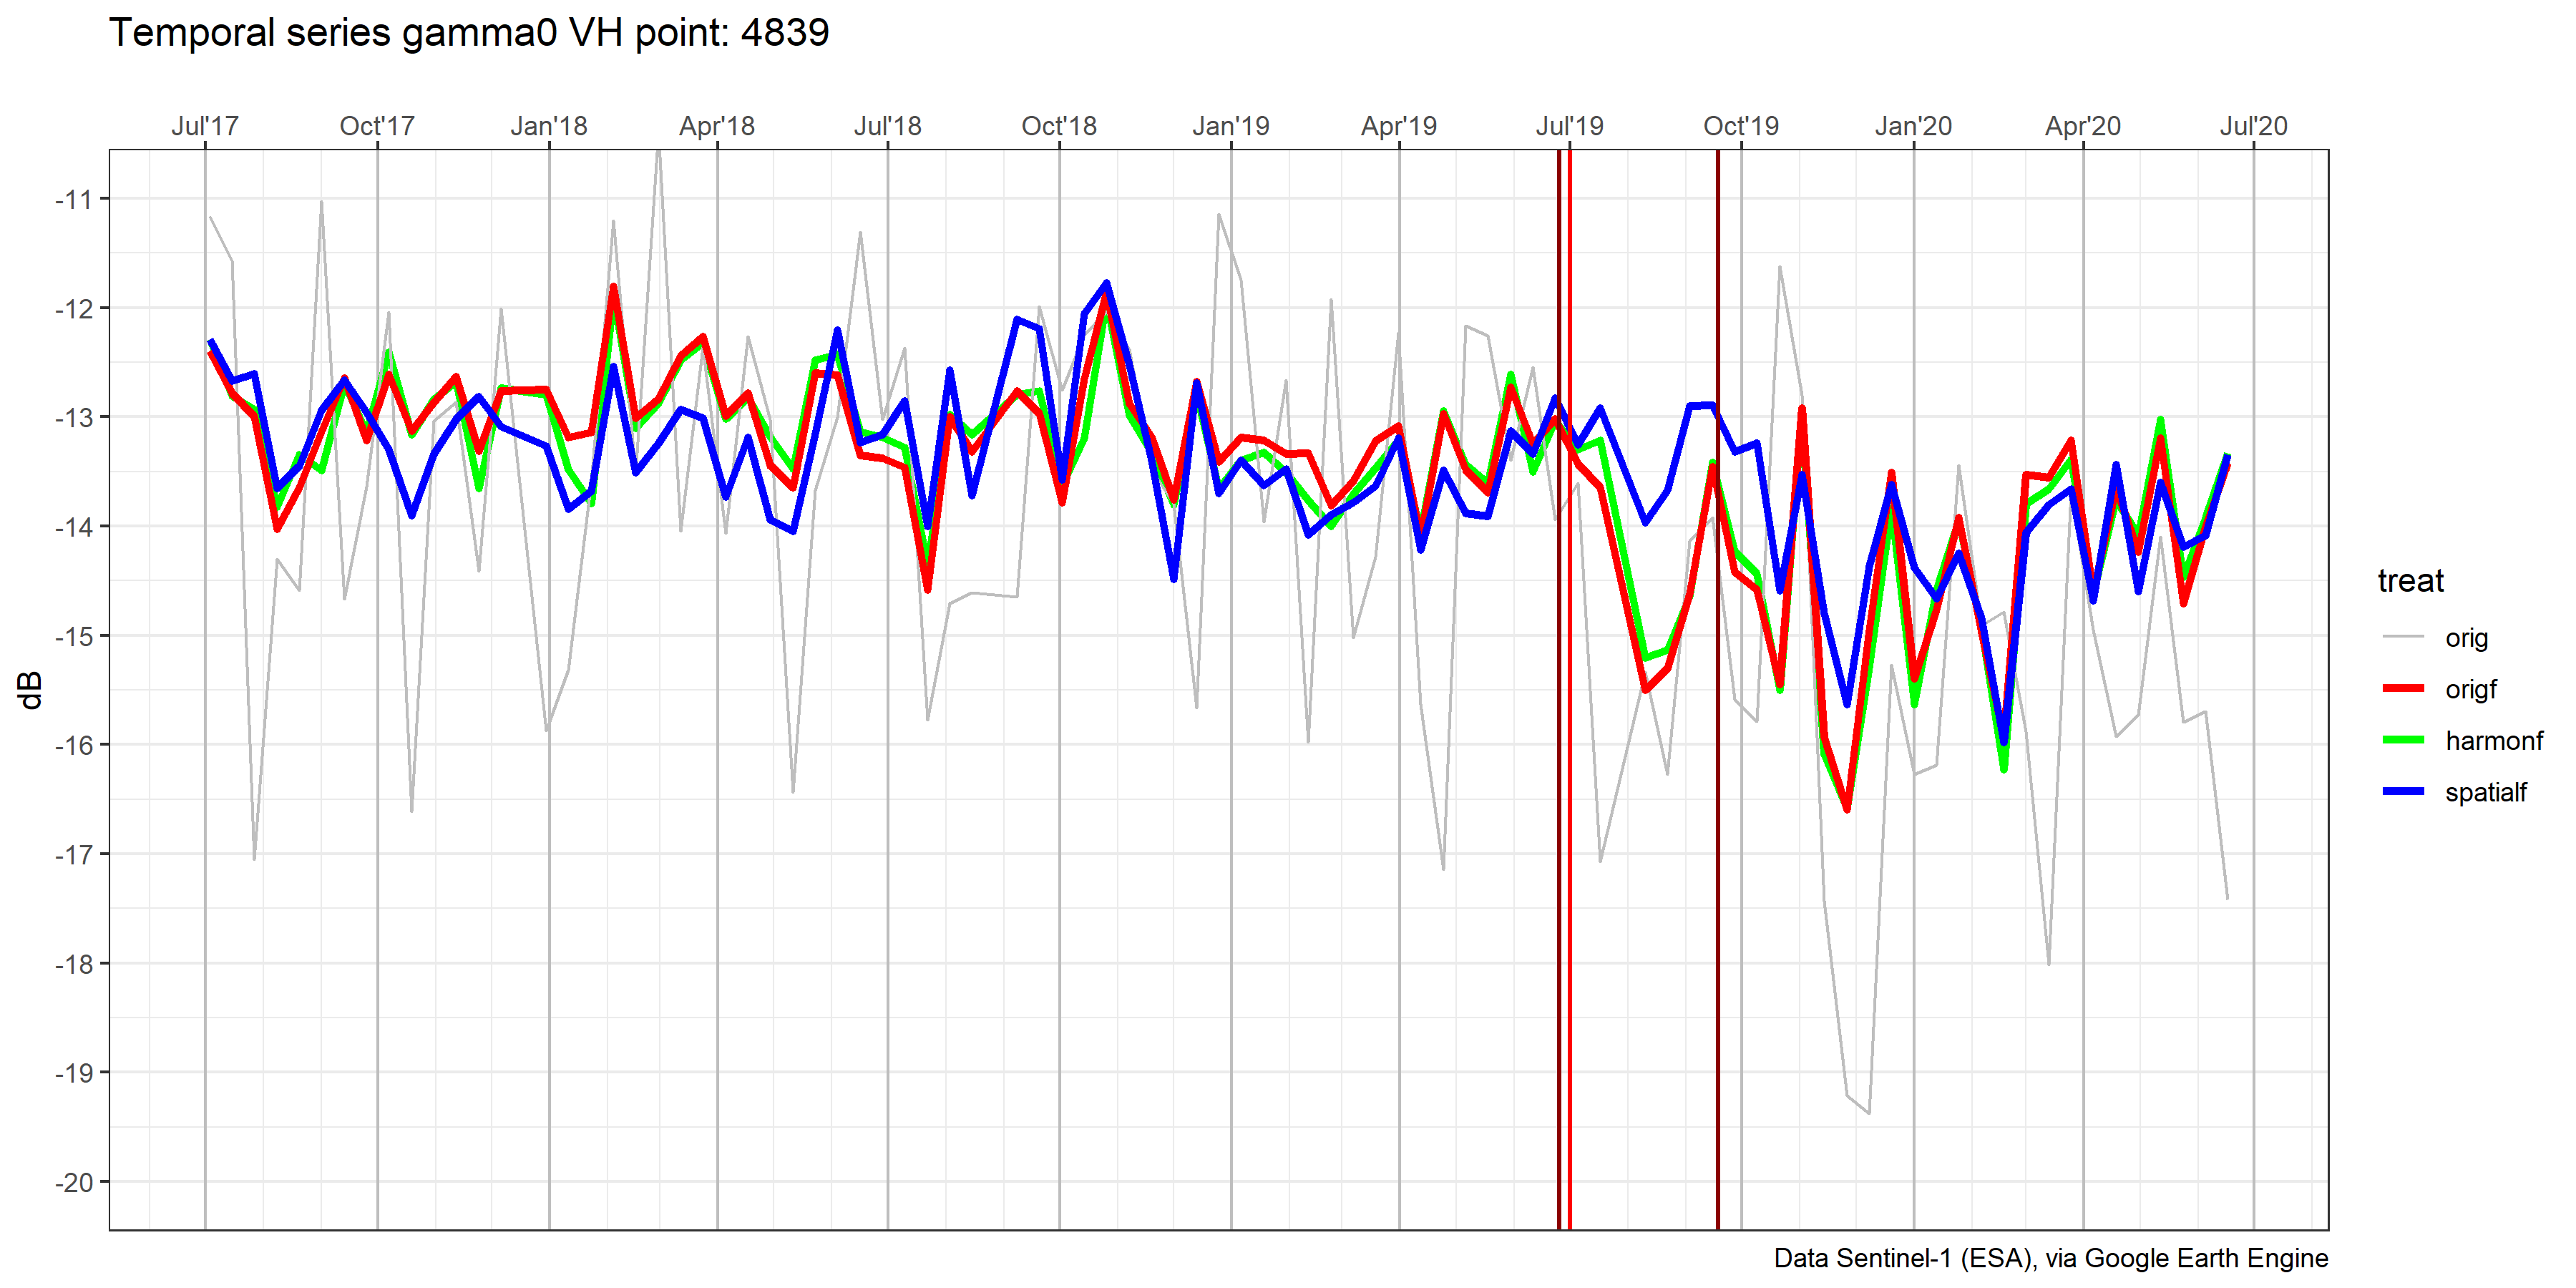 Temporal series gamma0 VH point: 4839
Jul'17 Oct'17 Jan'18 Apr'18 Jul'18 Oct'18 Jan'19 Apr'19 Jul'19 Oct'19 Jan'20 Apr'20 Jul'20
-11
-12
-13
-14
-15
-16
-17
-18
-19
-20
dB
treat
orig
origf
harmonf
spatialf
Data Sentinel-1 (ESA), via Google Earth Engine